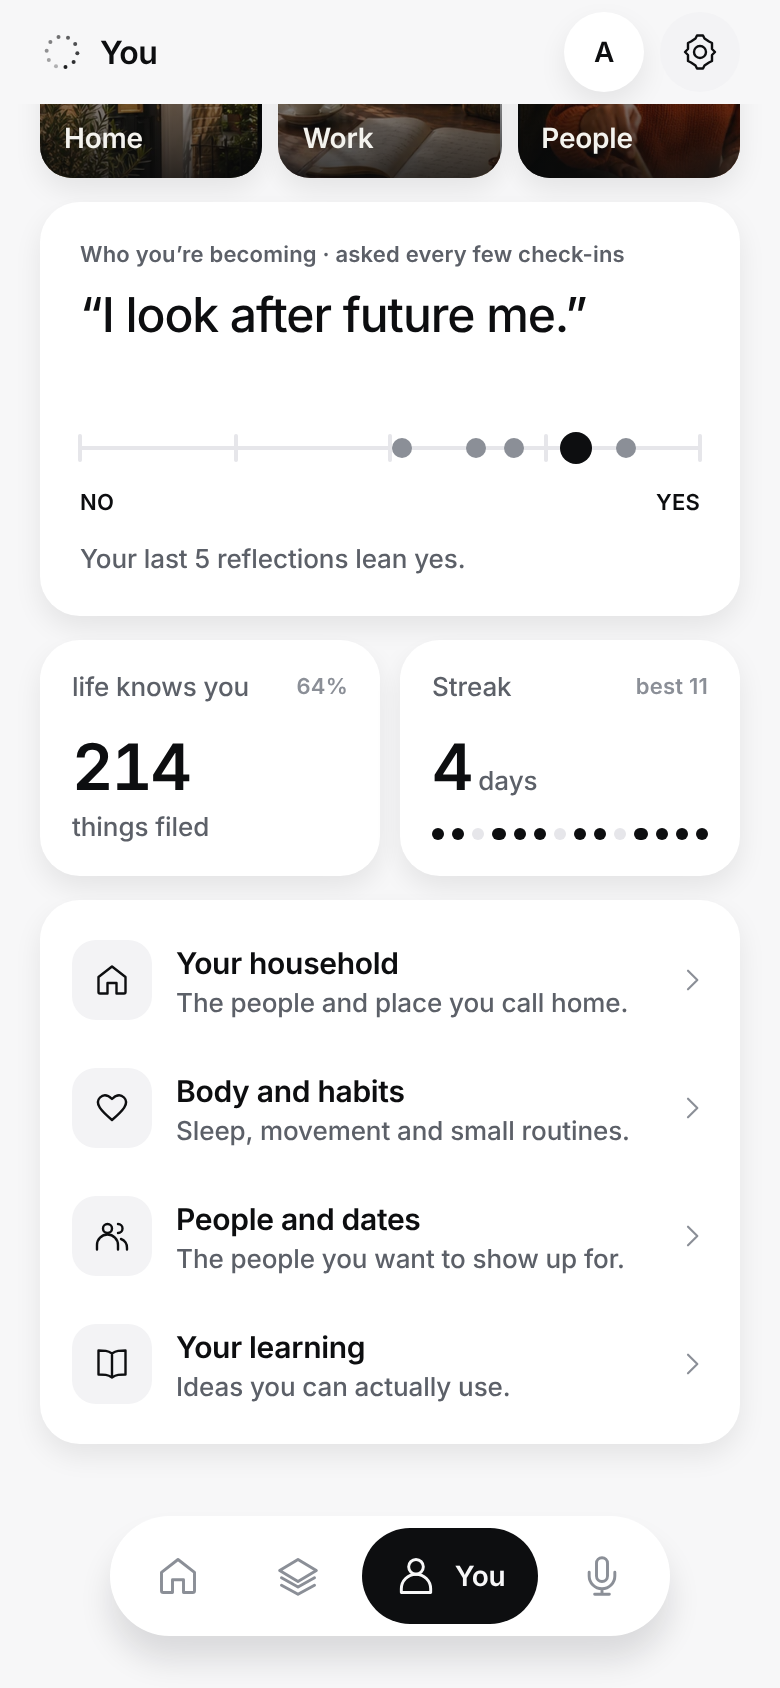 You
A
Home
Work
People
Who you’re becoming · asked every few check-ins
“I look after future me.”
NO
YES
Your last 5 reflections lean yes.
life knows you
64%
214
things filed
Streak
best 11
4 days
Your household
The people and place you call home.
Body and habits
Sleep, movement and small routines.
People and dates
The people you want to show up for.
Your learning
Ideas you can actually use.
You